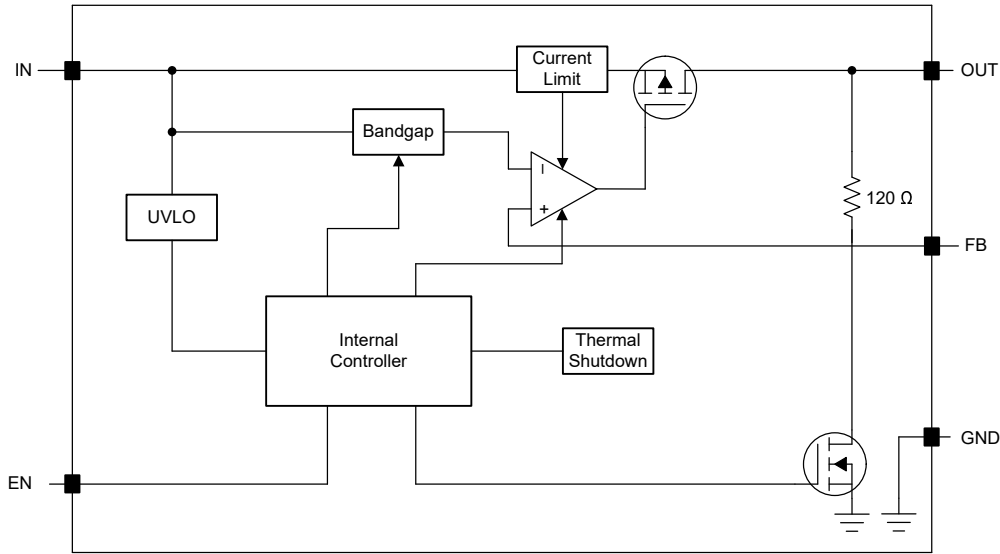 IN
Current
Limit
OUT
Bandgap
–
+
UVLO
120 Ω
FB
Internal
Controller
Thermal
Shutdown
GND
EN